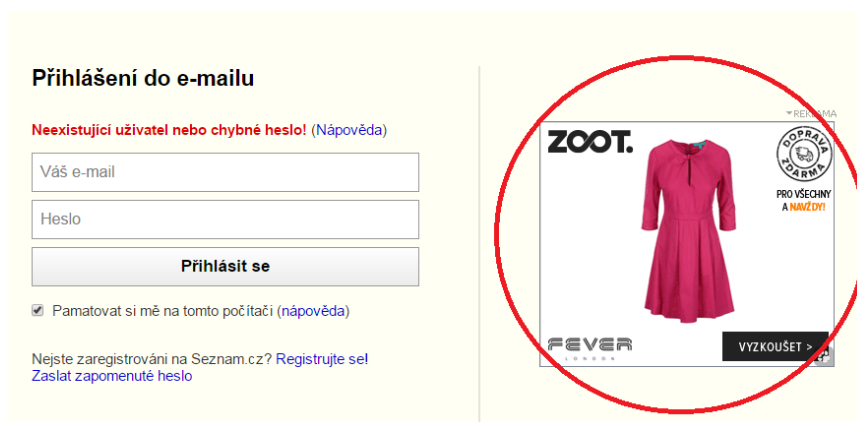 Přihlášení do e-mailu
Neexistující uživatel nebo chybné heslo! (Nápověda)
Váš e-mail
Heslo
Přihlásit se
Pamatovat si mě na tomto počítači (nápověda)
Nejste zaregistrováni na Seznam.cz? Registrujte se!
Zaslat zapomenuté heslo
REKLAMA
ZOOT.
DOPRAVA
ZDARMA
PRO VŠECHNY
A NAVŽDY!
FEVER
LONDON
VYZKOUŠET >